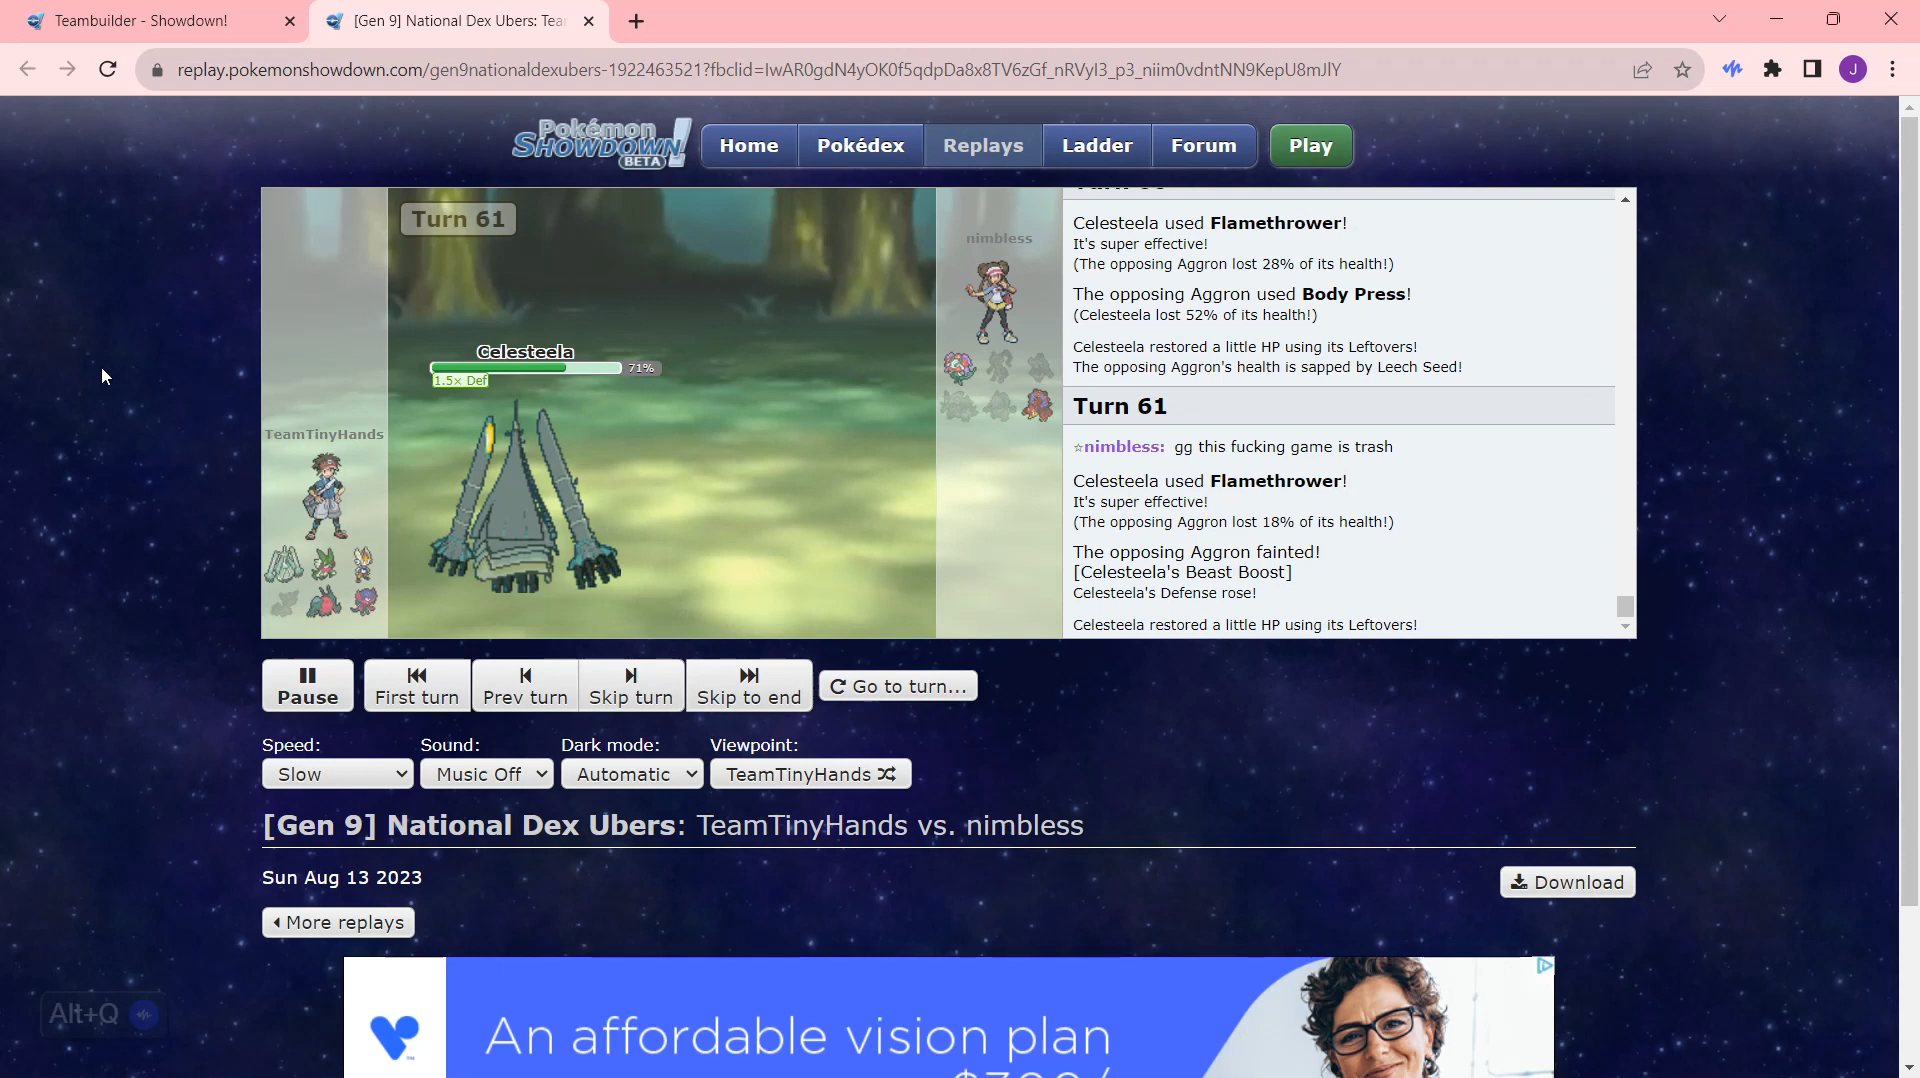 Teambuilder - Showdown!
[Gen 9] National Dex Ubers: Tea
replay.pokemonshowdown.com/gen9nationaldexubers-1922463521?fbclid=IwAR0gdN4yOK0f5qdpDa8x8TV6zGf_nRVyI3_p3_niim0vdntNN9KepU8mJIY
J
Pokémon
SHOWDOWN!
BETA
Home
Pokédex
Replays
Ladder
Forum
Play
Turn 61
Celesteela
71%
1.5× Def
TeamTinyHands
nimbless
Celesteela used Flamethrower!
It's super effective!
(The opposing Aggron lost 28% of its health!)
The opposing Aggron used Body Press!
(Celesteela lost 52% of its health!)
Celesteela restored a little HP using its Leftovers!
The opposing Aggron's health is sapped by Leech Seed!
Turn 61
☆nimbless: gg this fucking game is trash
Celesteela used Flamethrower!
It's super effective!
(The opposing Aggron lost 18% of its health!)
The opposing Aggron fainted!
[Celesteela's Beast Boost]
Celesteela's Defense rose!
Celesteela restored a little HP using its Leftovers!
Pause
First turn
Prev turn
Skip turn
Skip to end
Go to turn...
Speed:
Sound:
Dark mode:
Viewpoint:
Slow
Music Off
Automatic
TeamTinyHands
[Gen 9] National Dex Ubers: TeamTinyHands vs. nimbless
Sun Aug 13 2023
Download
More replays
Alt+Q
An affordable vision plan